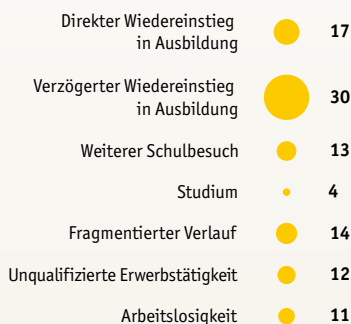 Direkter Wiedereinstieg
in Ausbildung 17
Verzögerter Wiedereinstieg
in Ausbildung 30
Weiterer Schulbesuch 13
Studium 4
Fragmentierter Verlauf 14
Unqualifizierte Erwerbstätigkeit 12
Arbeitslosigkeit 11